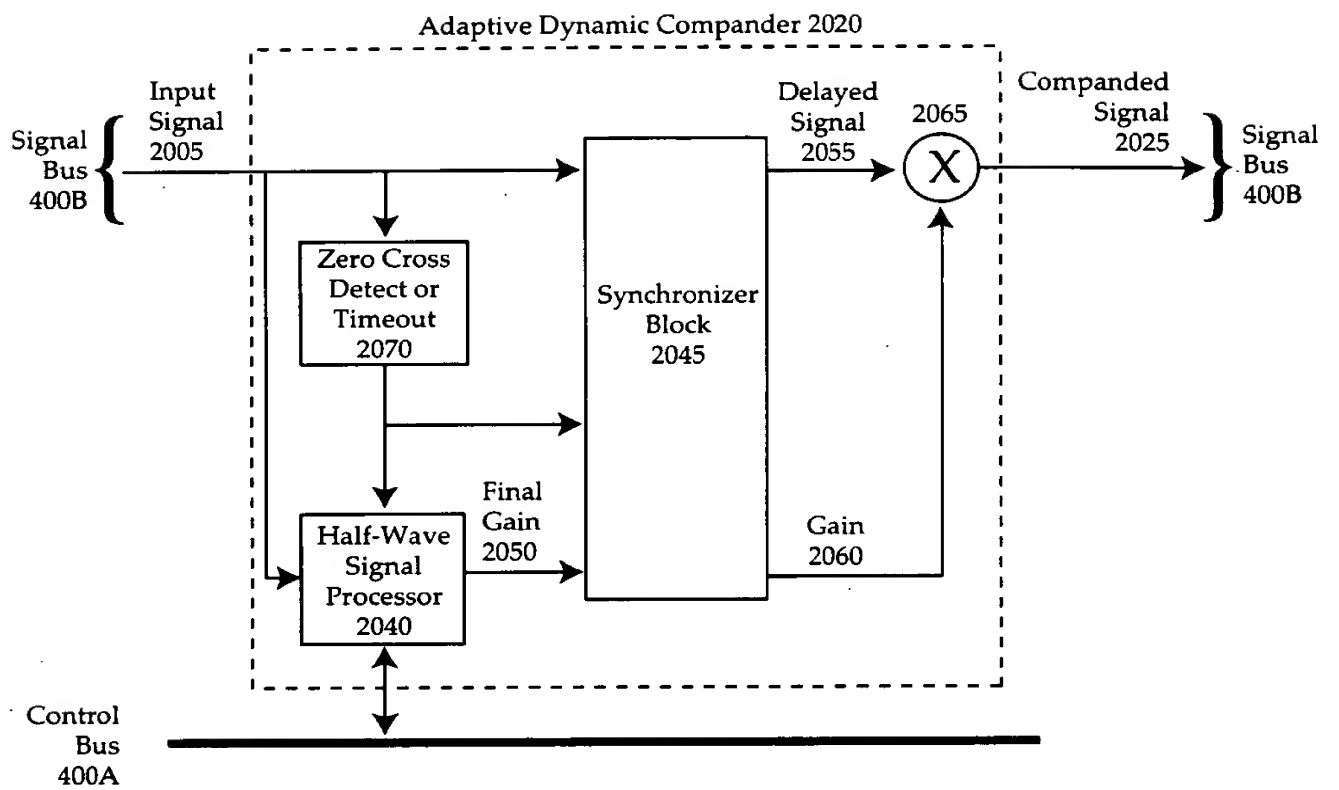 Adaptive Dynamic Compander 2020
Input
Signal
2005
Signal
Bus
400B
Delayed
Signal
2055
2065
X
Companded
Signal
2025
Signal
Bus
400B
Zero Cross
Detect or
Timeout
2070
Synchronizer
Block
2045
Half-Wave
Signal
Processor
2040
Final
Gain
2050
Gain
2060
Control
Bus
400A